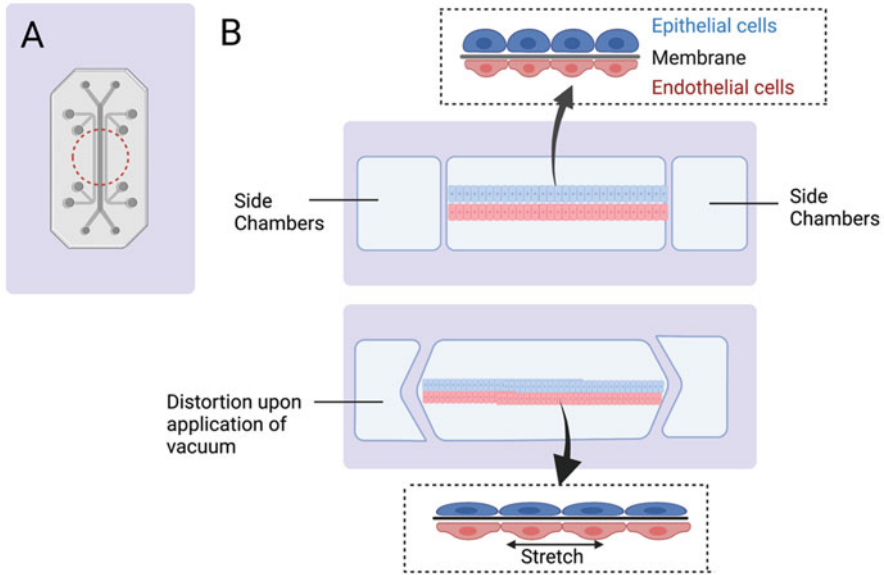 A
B
Epithelial cells
Membrane
Endothelial cells
Side
Chambers
Side
Chambers
Distortion upon
application of
vacuum
Stretch